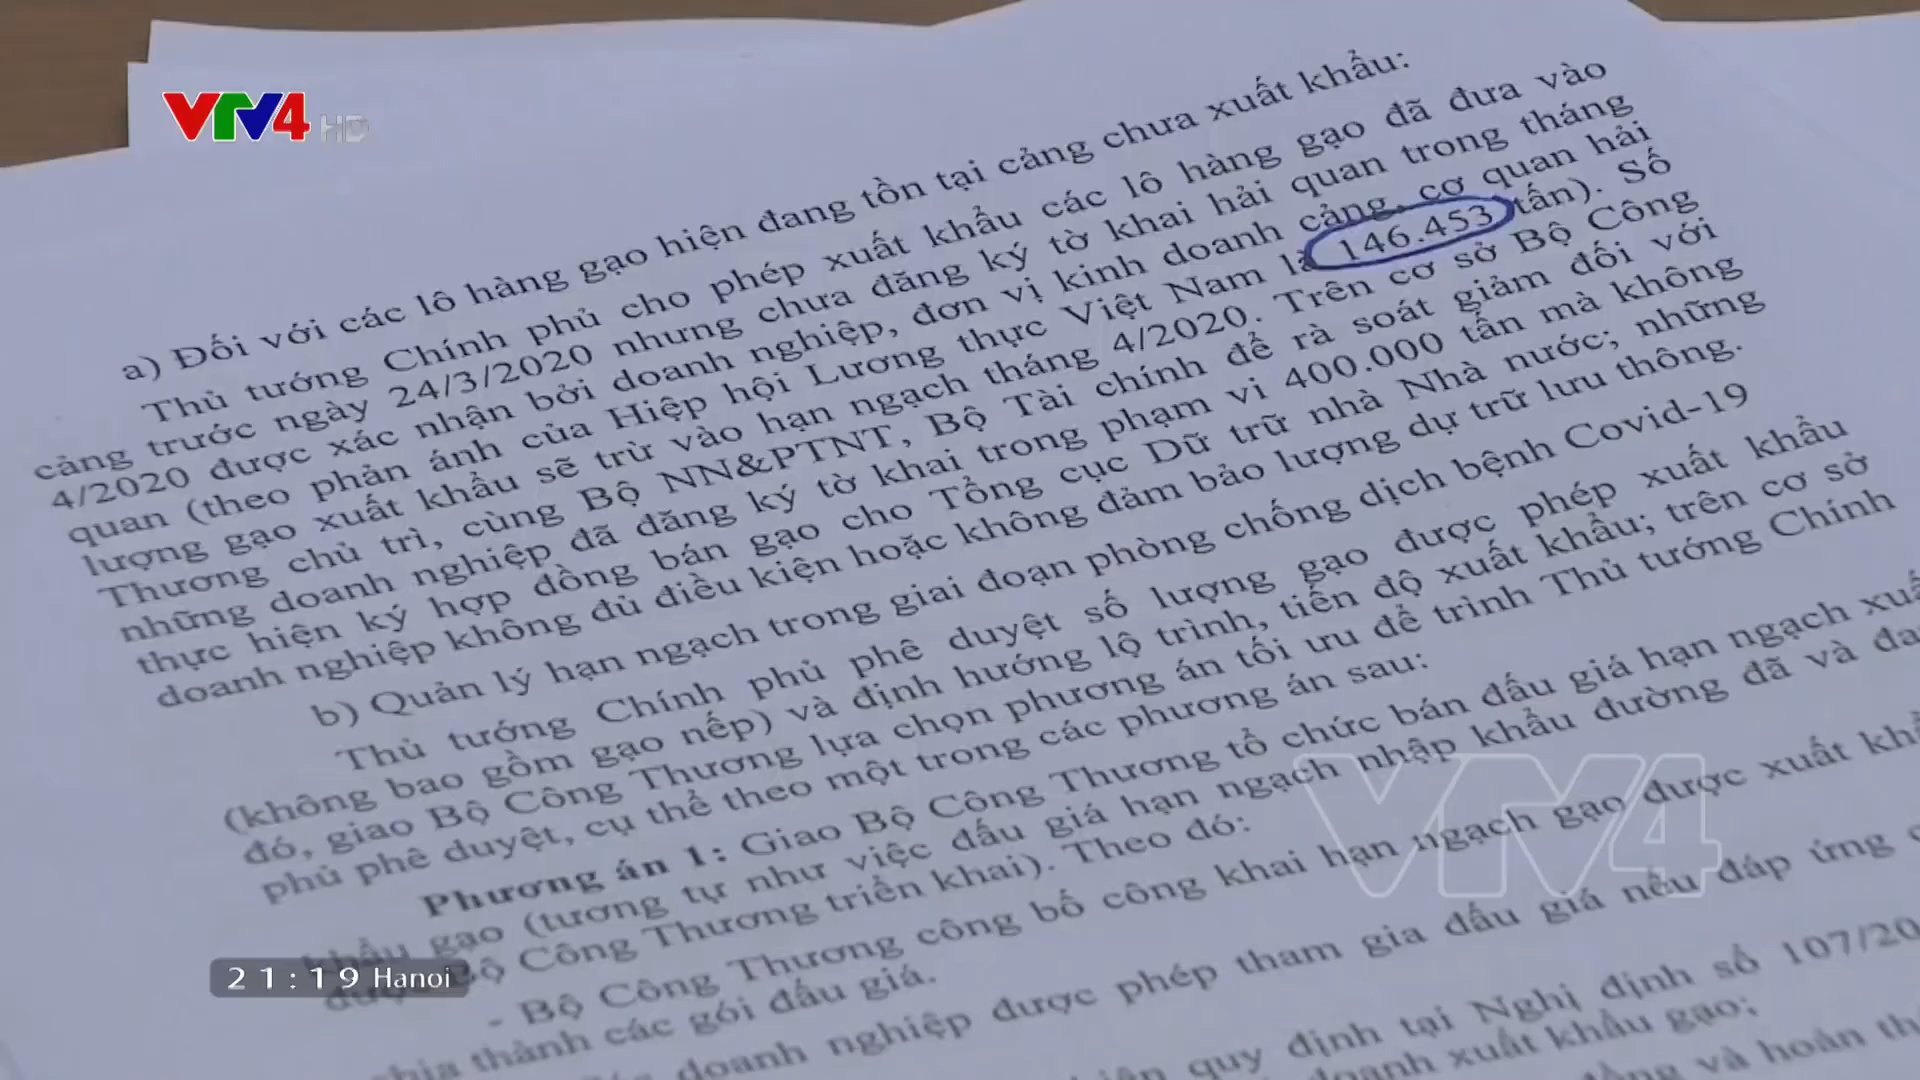 VTV4 HD
a) Đối với các lô hàng gạo hiện đang tồn tại cảng chưa xuất khẩu:
Thủ tướng Chính phủ cho phép xuất khẩu các lô hàng gạo đã đưa vào
cảng trước ngày 24/3/2020 nhưng chưa đăng ký tờ khai hải quan trong tháng
4/2020 được xác nhận bởi doanh nghiệp, đơn vị kinh doanh cảng, cơ quan hải
quan (theo phản ánh của Hiệp hội Lương thực Việt Nam là 146.453 tấn). Số
lượng gạo xuất khẩu sẽ trừ vào hạn ngạch tháng 4/2020. Trên cơ sở Bộ Công
Thương chủ trì, cùng Bộ NN&PTNT, Bộ Tài chính để rà soát giảm đối với
những doanh nghiệp đã đăng ký tờ khai trong phạm vi 400.000 tấn mà không
thực hiện ký hợp đồng bán gạo cho Tổng cục Dữ trữ nhà Nhà nước; những
doanh nghiệp không đủ điều kiện hoặc không đảm bảo lượng dự trữ lưu thông.
b) Quản lý hạn ngạch trong giai đoạn phòng chống dịch bệnh Covid-19
Thủ tướng Chính phủ phê duyệt số lượng gạo được phép xuất khẩu
(không bao gồm gạo nếp) và định hướng lộ trình, tiến độ xuất khẩu; trên cơ sở
đó, giao Bộ Công Thương lựa chọn phương án tối ưu để trình Thủ tướng Chính
phủ phê duyệt, cụ thể theo một trong các phương án sau:
Phương án 1: Giao Bộ Công Thương tổ chức bán đấu giá hạn ngạch xuất
khẩu gạo (tương tự như việc đấu giá hạn ngạch nhập khẩu đường đã và đang
được Bộ Công Thương triển khai). Theo đó:
- Bộ Công Thương công bố công khai hạn ngạch gạo được xuất khẩu
thành các gói đấu giá.
doanh nghiệp được phép tham gia đấu giá nếu đáp ứng
quy định tại Nghị định số 107/20
doanh xuất khẩu gạo;
và hoàn
VTV4
21:19 Hanoi